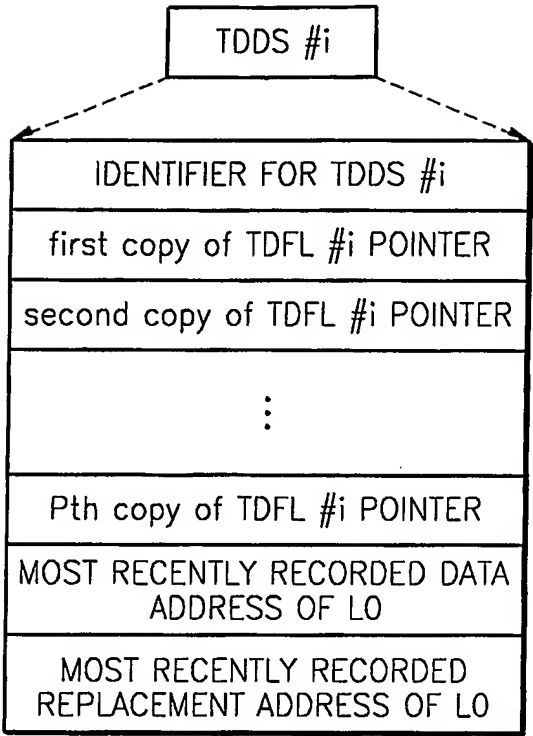 TDDS #i
IDENTIFIER FOR TDDS #i
first copy of TDFL #i POINTER
second copy of TDFL #i POINTER
⋮
Pth copy of TDFL #i POINTER
MOST RECENTLY RECORDED DATA
ADDRESS OF L0
MOST RECENTLY RECORDED
REPLACEMENT ADDRESS OF L0